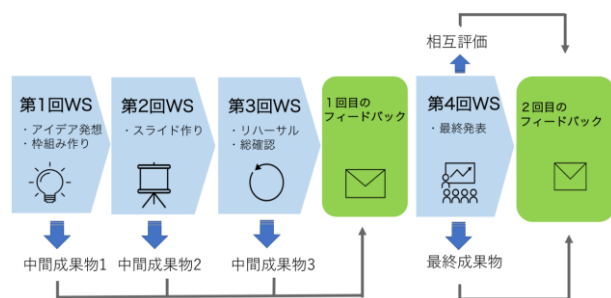 相互評価
第1回WS
・アイデア発想
・枠組み作り
第2回WS
・スライド作り
第3回WS
・リハーサル
・総確認
1回目の
フィードバック
第4回WS
・最終発表
2回目の
フィードバック
中間成果物1
中間成果物2
中間成果物3
最終成果物